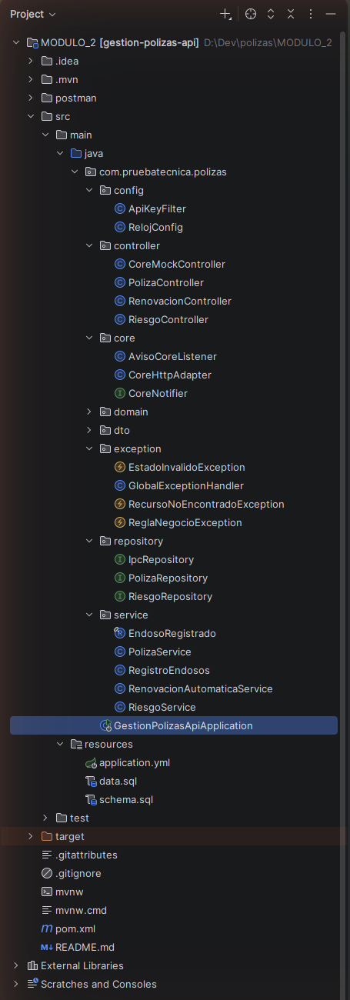 Project
MODULO_2 [gestion-polizas-api] D:\Dev\polizas\MODULO_2
.idea
.mvn
postman
src
main
java
com.pruebatecnica.polizas
config
ApiKeyFilter
RelojConfig
controller
CoreMockController
PolizaController
RenovacionController
RiesgoController
core
AvisoCoreListener
CoreHttpAdapter
CoreNotifier
domain
dto
exception
EstadoInvalidoException
GlobalExceptionHandler
RecursoNoEncontradoException
ReglaNegocioException
repository
IpcRepository
PolizaRepository
RiesgoRepository
service
EndosoRegistrado
PolizaService
RegistroEndosos
RenovacionAutomaticaService
RiesgoService
GestionPolizasApiApplication
resources
application.yml
data.sql
schema.sql
test
target
.gitattributes
.gitignore
mvnw
mvnw.cmd
pom.xml
README.md
External Libraries
Scratches and Consoles